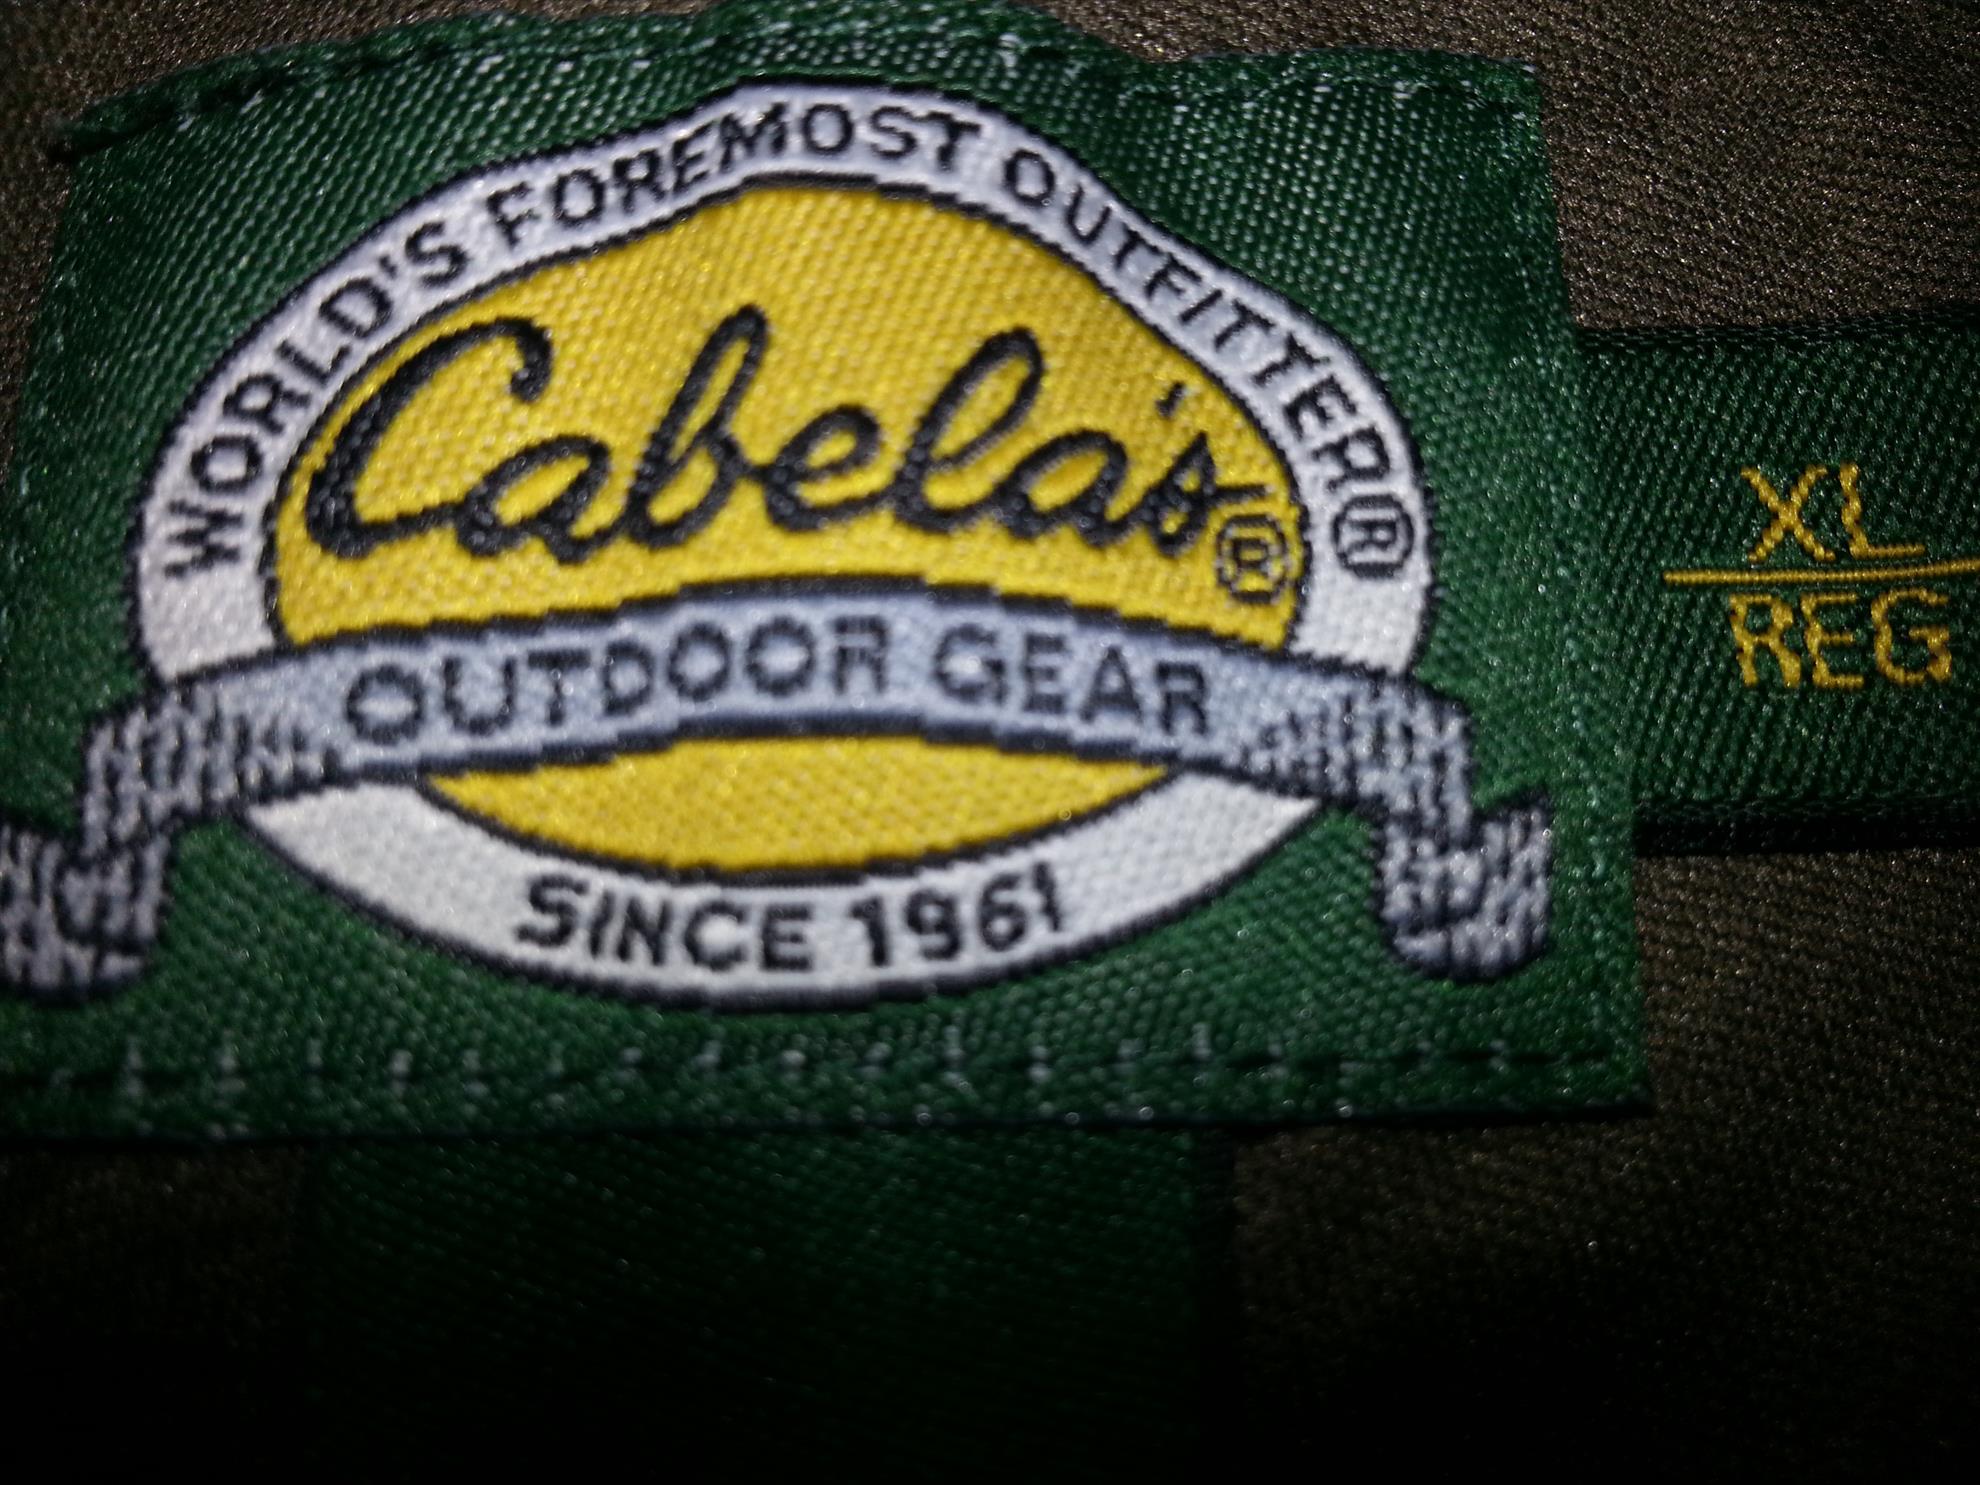 WORLD'S FOREMOST OUTFITTER®
Cabela's®
OUTDOOR GEAR
SINCE 1961
XL
REG